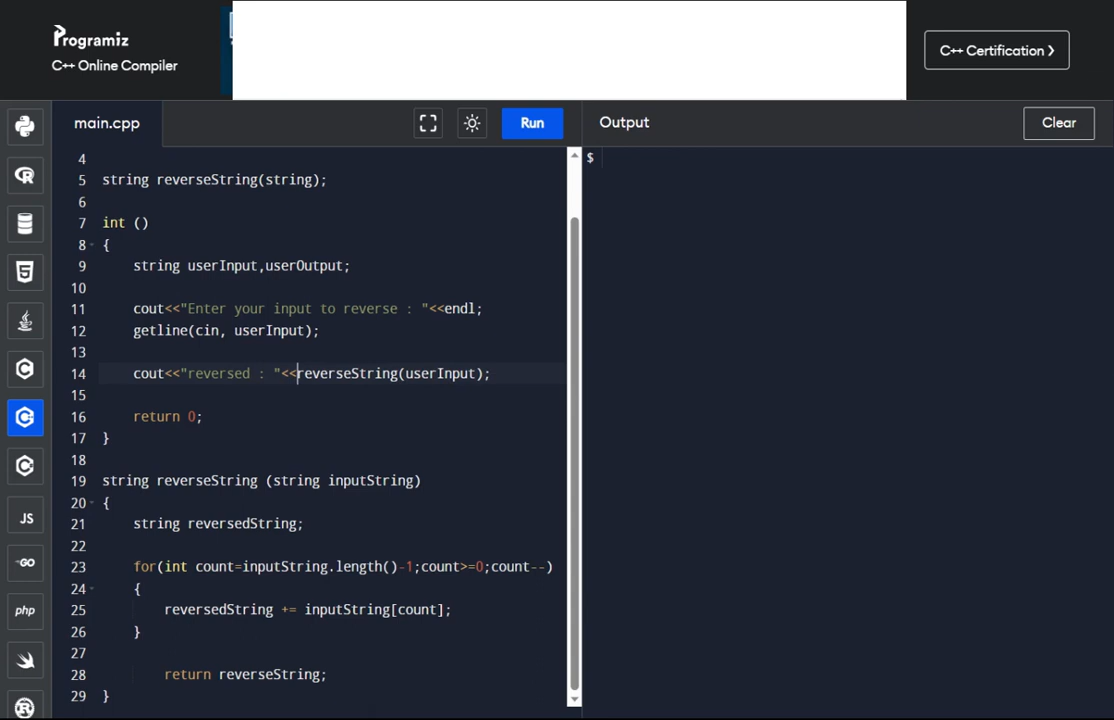 Programiz
C++ Online Compiler
C++ Certification >
main.cpp
Run
Output
Clear
4
5 string reverseString(string);
6
7 int ()
8 {
9 string userInput,userOutput;
10
11 cout<<"Enter your input to reverse : "<<endl;
12 getline(cin, userInput);
13
14 cout<<"reversed : "<<reverseString(userInput);
15
16 return 0;
17 }
18
19 string reverseString (string inputString)
20 {
21 string reversedString;
22
23 for(int count=inputString.length()-1;count>=0;count--)
24 {
25 reversedString += inputString[count];
26 }
27
28 return reverseString;
29 }
$
JS
GO
php